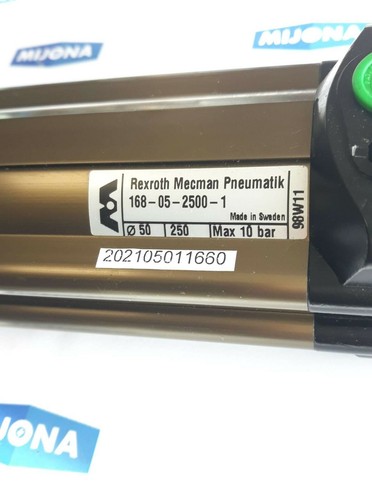 MIJONA
Rexroth Mecman Pneumatik
168-05-2500-1
Made in Sweden
Ø 50 250 Max 10 bar
98W11
202105011660
MIJONA